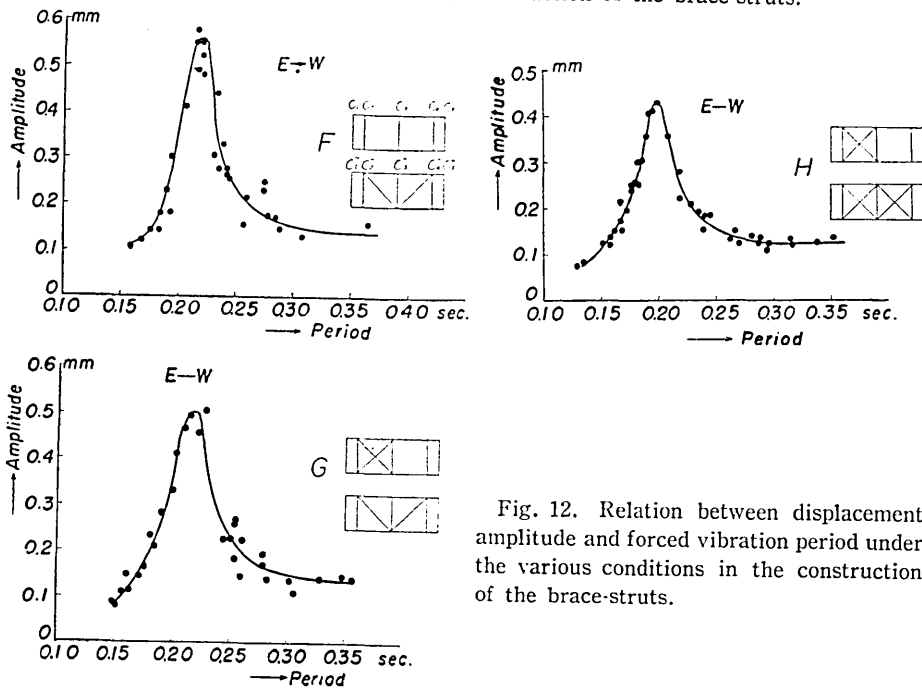 ction of the brace-struts.
0.6 mm
0.5
0.4
0.3
0.2
0.1
0
Amplitude
E—W
F
0.10 0.15 0.20 0.25 0.30 0.35 0.40 sec.
Period
0.5 mm
0.4
0.3
0.2
0.1
0
Amplitude
E—W
H
0.10 0.15 0.20 0.25 0.30 0.35 sec.
Period
0.6 mm
0.5
0.4
0.3
0.2
0.1
0
Amplitude
E—W
G
0.10 0.15 0.20 0.25 0.30 0.35 sec.
Period
Fig. 12. Relation between displacement
amplitude and forced vibration period under
the various conditions in the construction
of the brace-struts.